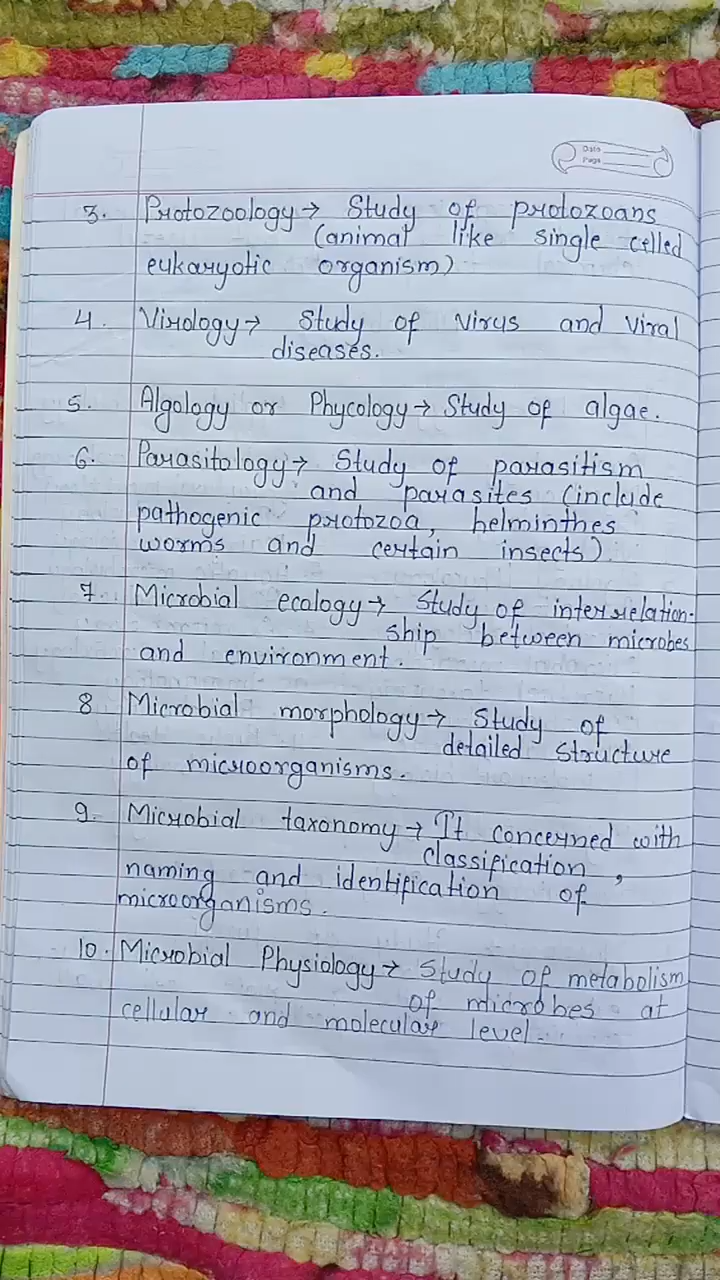 Date
Page
3. Protozoology → Study of protozoans
(animal like single celled
eukaryotic organism)
4. Virology → Study of virus and viral
diseases.
5. Algology or Phycology → Study of algae.
6. Parasitology → Study of parasitism
and parasites (include
pathogenic protozoa, helminthes
worms and certain insects).
7. Microbial ecology → Study of interrelation-
ship between microbes
and environment.
8 Microbial morphology → Study of
detailed structure
of microorganisms.
9. Microbial taxonomy → It concerned with
classification,
naming and identification of
microorganisms.
10. Microbial Physiology → Study of metabolism
of microbes at
cellular and molecular level.